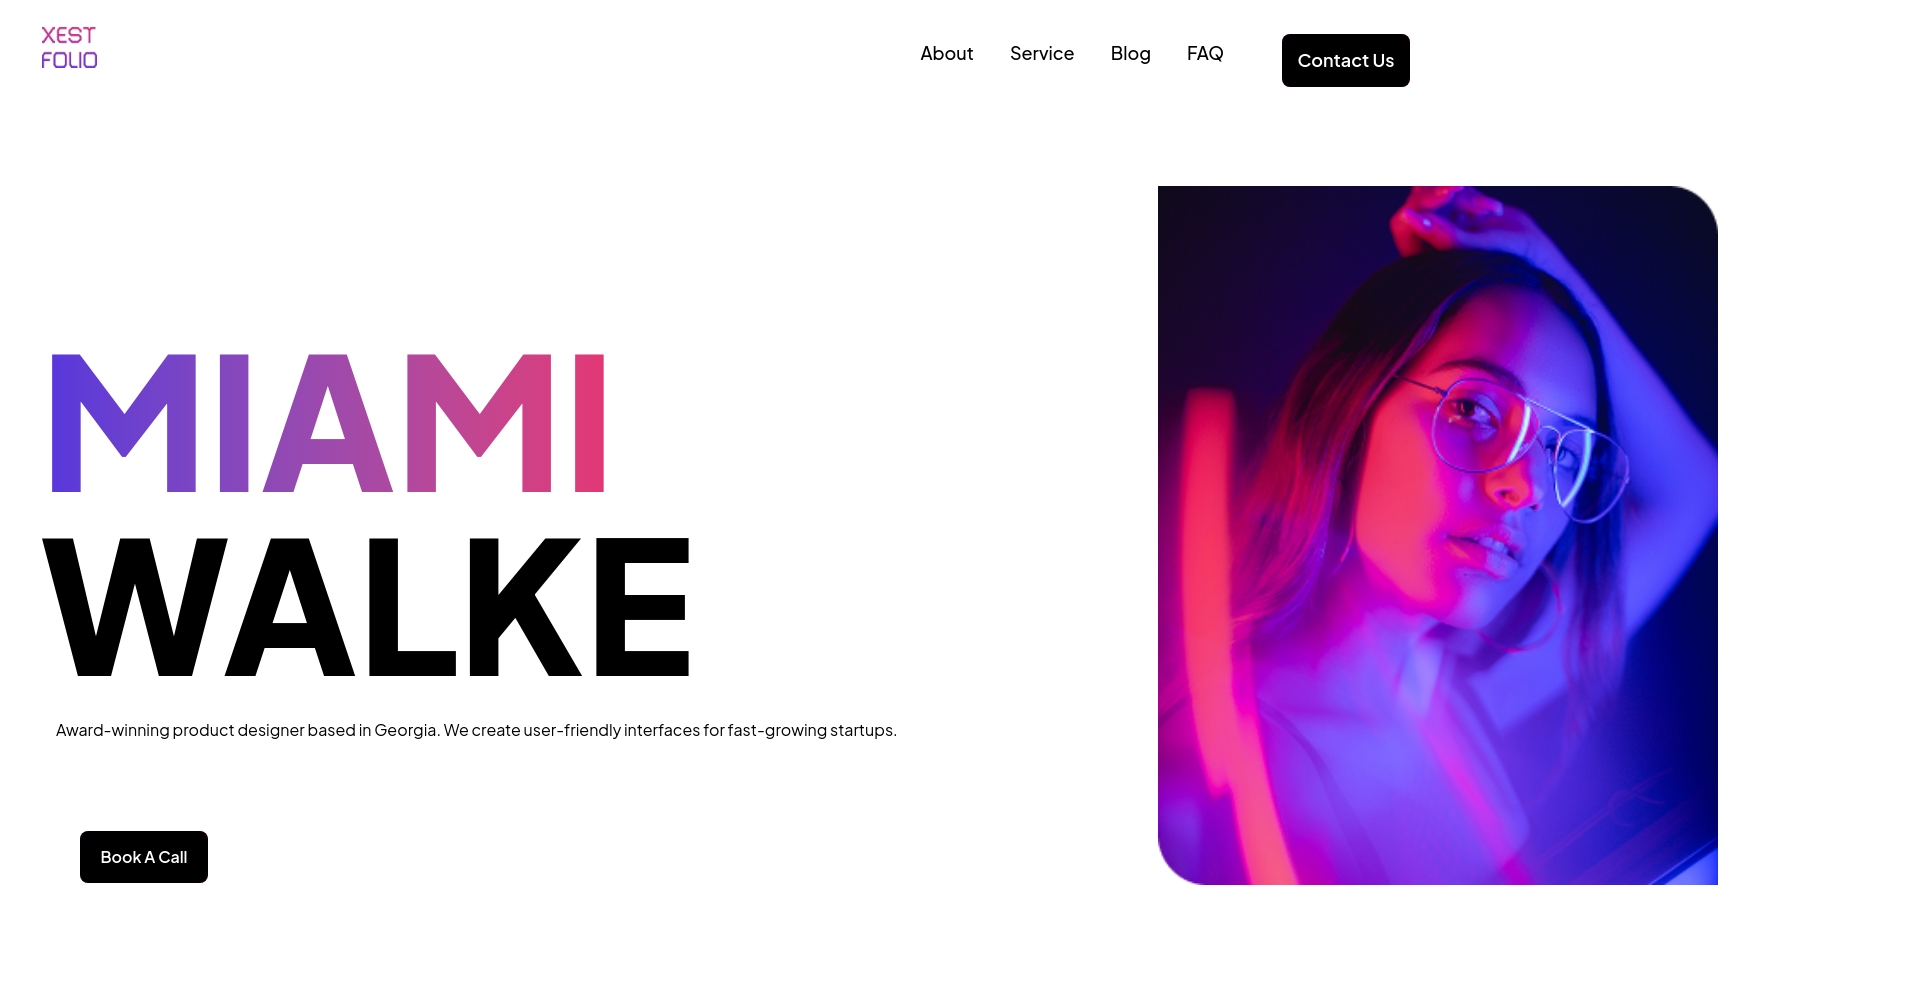 XEST
FOLIO
About
Service
Blog
FAQ
Contact Us
MIAMI
WALKE
Award-winning product designer based in Georgia. We create user-friendly interfaces for fast-growing startups.
Book A Call